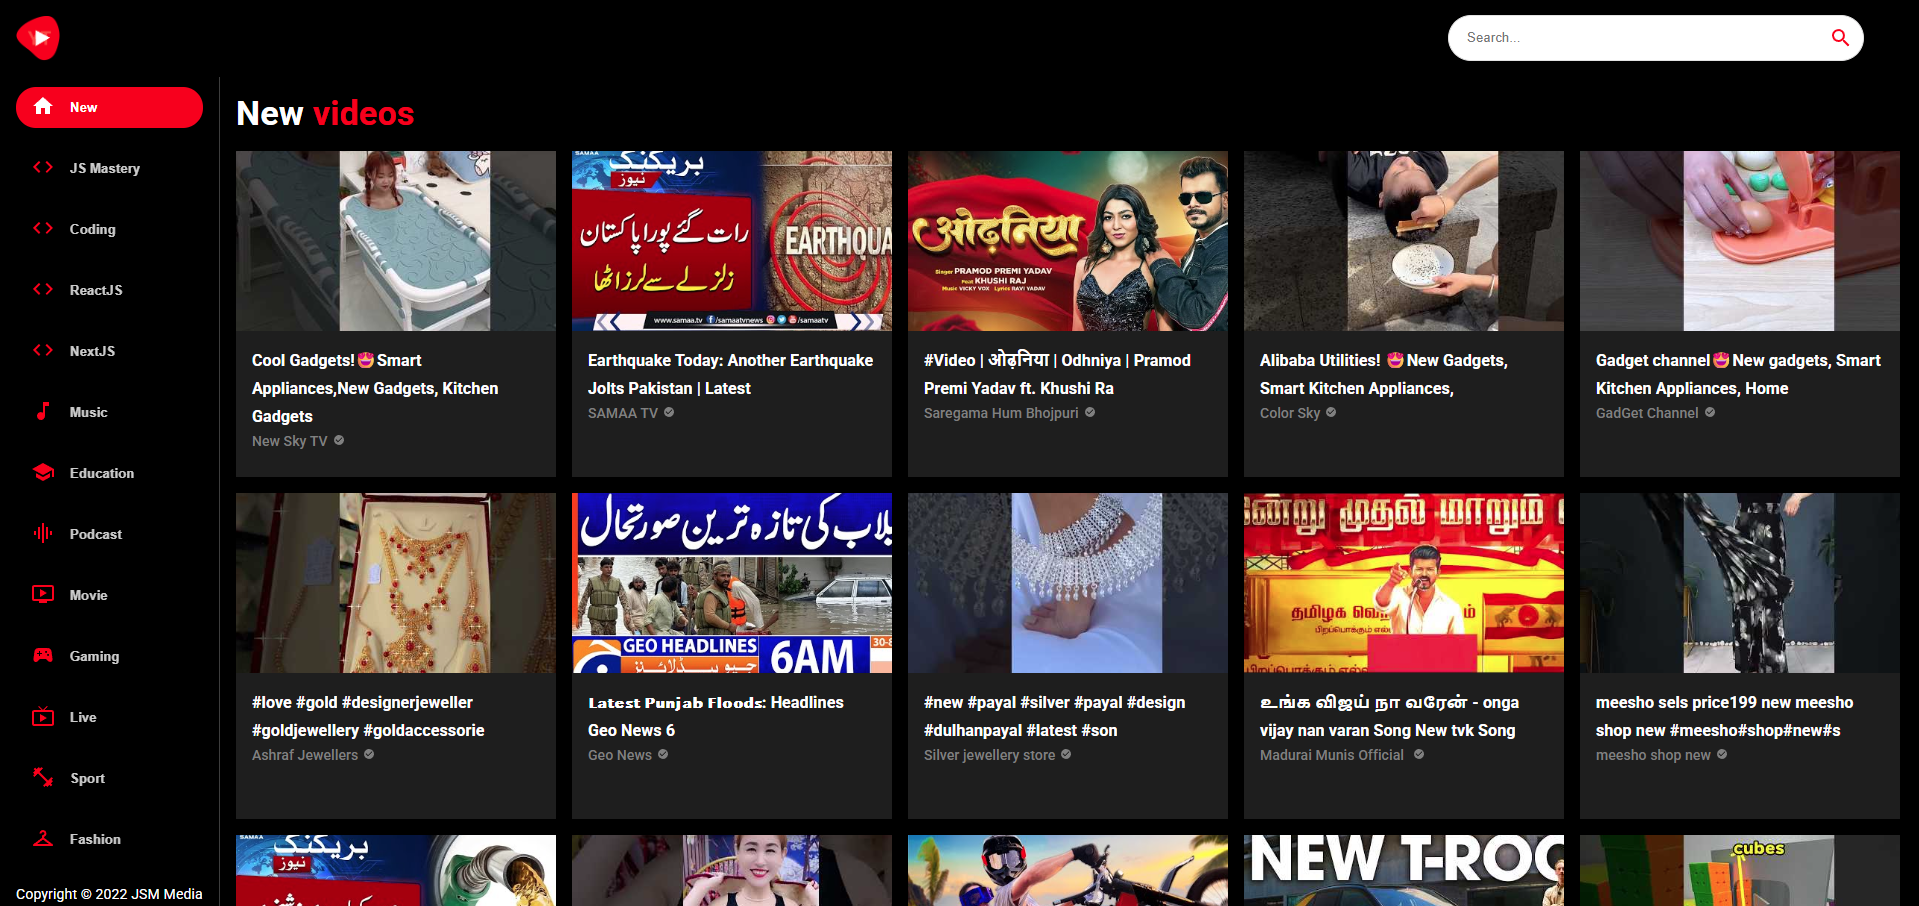 Search...
New
JS Mastery
Coding
ReactJS
NextJS
Music
Education
Podcast
Movie
Gaming
Live
Sport
Fashion
Copyright © 2022 JSM Media
New videos
Cool Gadgets!🤩Smart
Appliances,New Gadgets, Kitchen
Gadgets
New Sky TV
SAMAA
بریکنگ
نیوز
رات گئے پورا پاکستان
زلزلے سے لرز اٹھا
EARTHQUA
www.samaa.tv /samaatvnews /samaatv
Earthquake Today: Another Earthquake
Jolts Pakistan | Latest
SAMAA TV
ओढ़निया
Singer PRAMOD PREMI YADAV
Feat KHUSHI RAJ
Music VICKY VOX Lyrics RAVI YADAV
#Video | ओढ़निया | Odhniya | Pramod
Premi Yadav ft. Khushi Ra
Saregama Hum Bhojpuri
Alibaba Utilities! 🤩New Gadgets,
Smart Kitchen Appliances,
Color Sky
Gadget channel🤩New gadgets, Smart
Kitchen Appliances, Home
GadGet Channel
#love #gold #designerjeweller
#goldjewellery #goldaccessorie
Ashraf Jewellers
یلاب کی تازہ ترین صورتحال
GEO HEADLINES
جیو ہیڈلائنز
6AM
30-8
𝐋𝐚𝐭𝐞𝐬𝐭 𝐏𝐮𝐧𝐣𝐚𝐛 𝐅𝐥𝐨𝐨𝐝𝐬: Headlines
Geo News 6
Geo News
#new #payal #silver #payal #design
#dulhanpayal #latest #son
Silver jewellery store
ன்று முதல் மாறும்
தமிழக வெற்
பிறப்பொக்கும் எல்
உங்க விஜய் நா வரேன் - onga
vijay nan varan Song New tvk Song
Madurai Munis Official
meesho sels price199 new meesho
shop new #meesho#shop#new#s
meesho shop new
SAMAA
بریکنگ
نیوز
NEW T-ROC
cubes